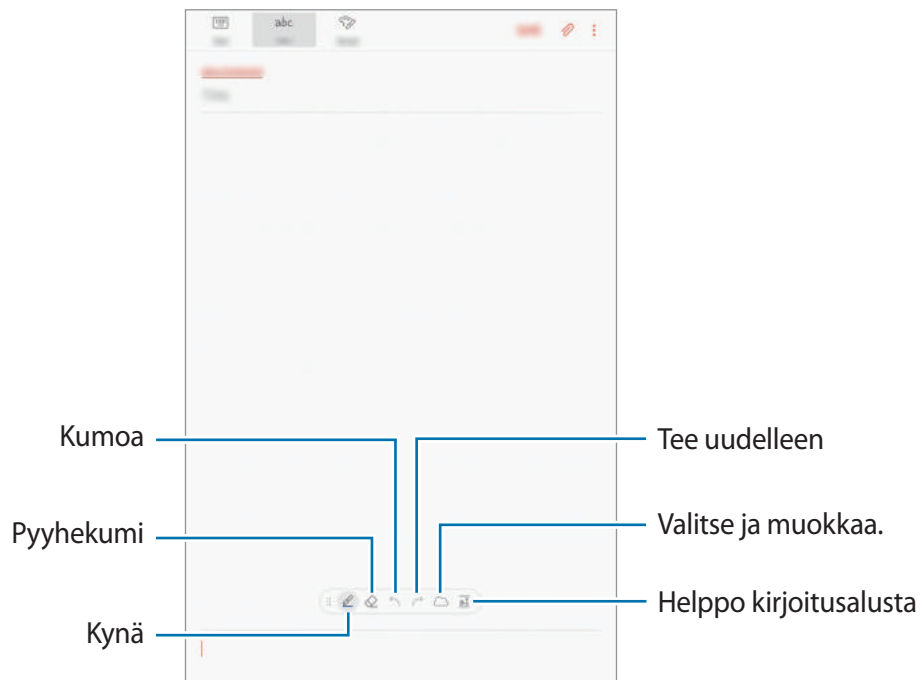 abc
Kumoa
Tee uudelleen
Pyyhekumi
Valitse ja muokkaa.
Helppo kirjoitusalusta
Kynä